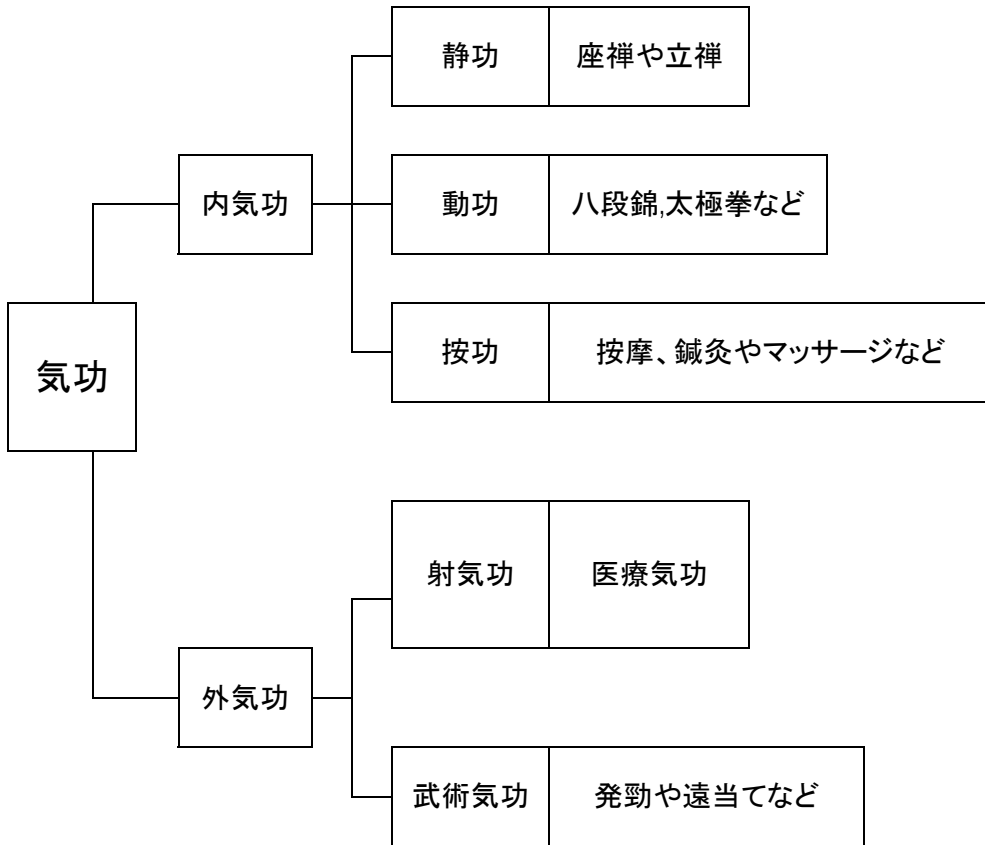 静功
座禅や立禅
内気功
動功
八段錦,太極拳など
按功
按摩、鍼灸やマッサージなど
気功
射気功
医療気功
外気功
武術気功
発勁や遠当てなど